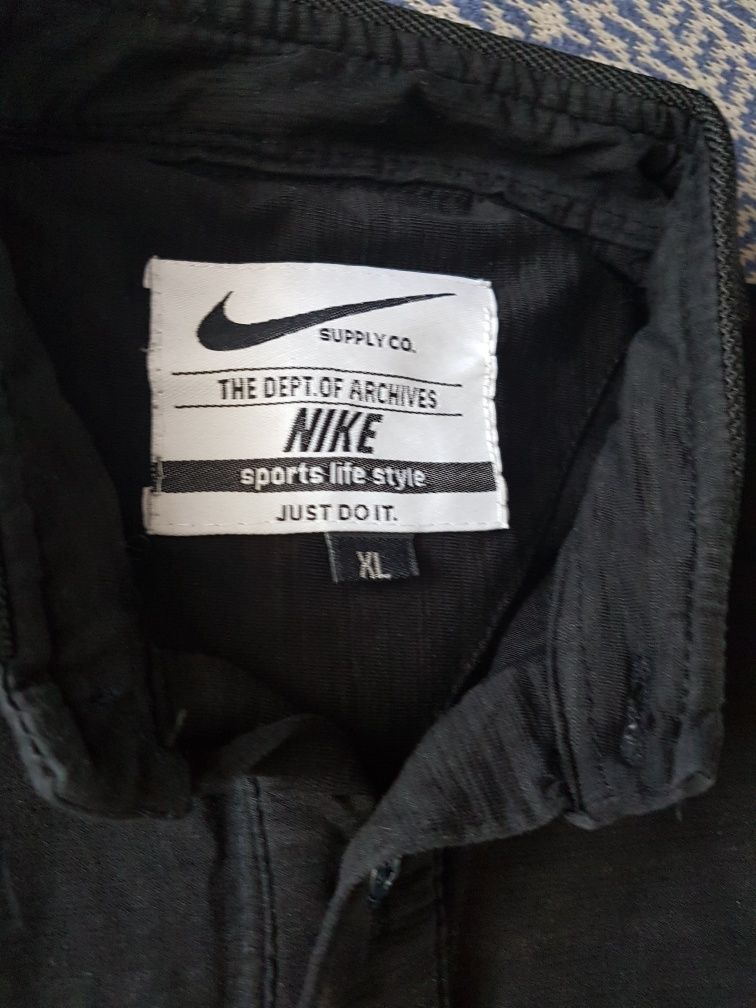 SUPPLY CO.
THE DEPT.OF ARCHIVES
NIKE
sports life style
JUST DO IT.
XL